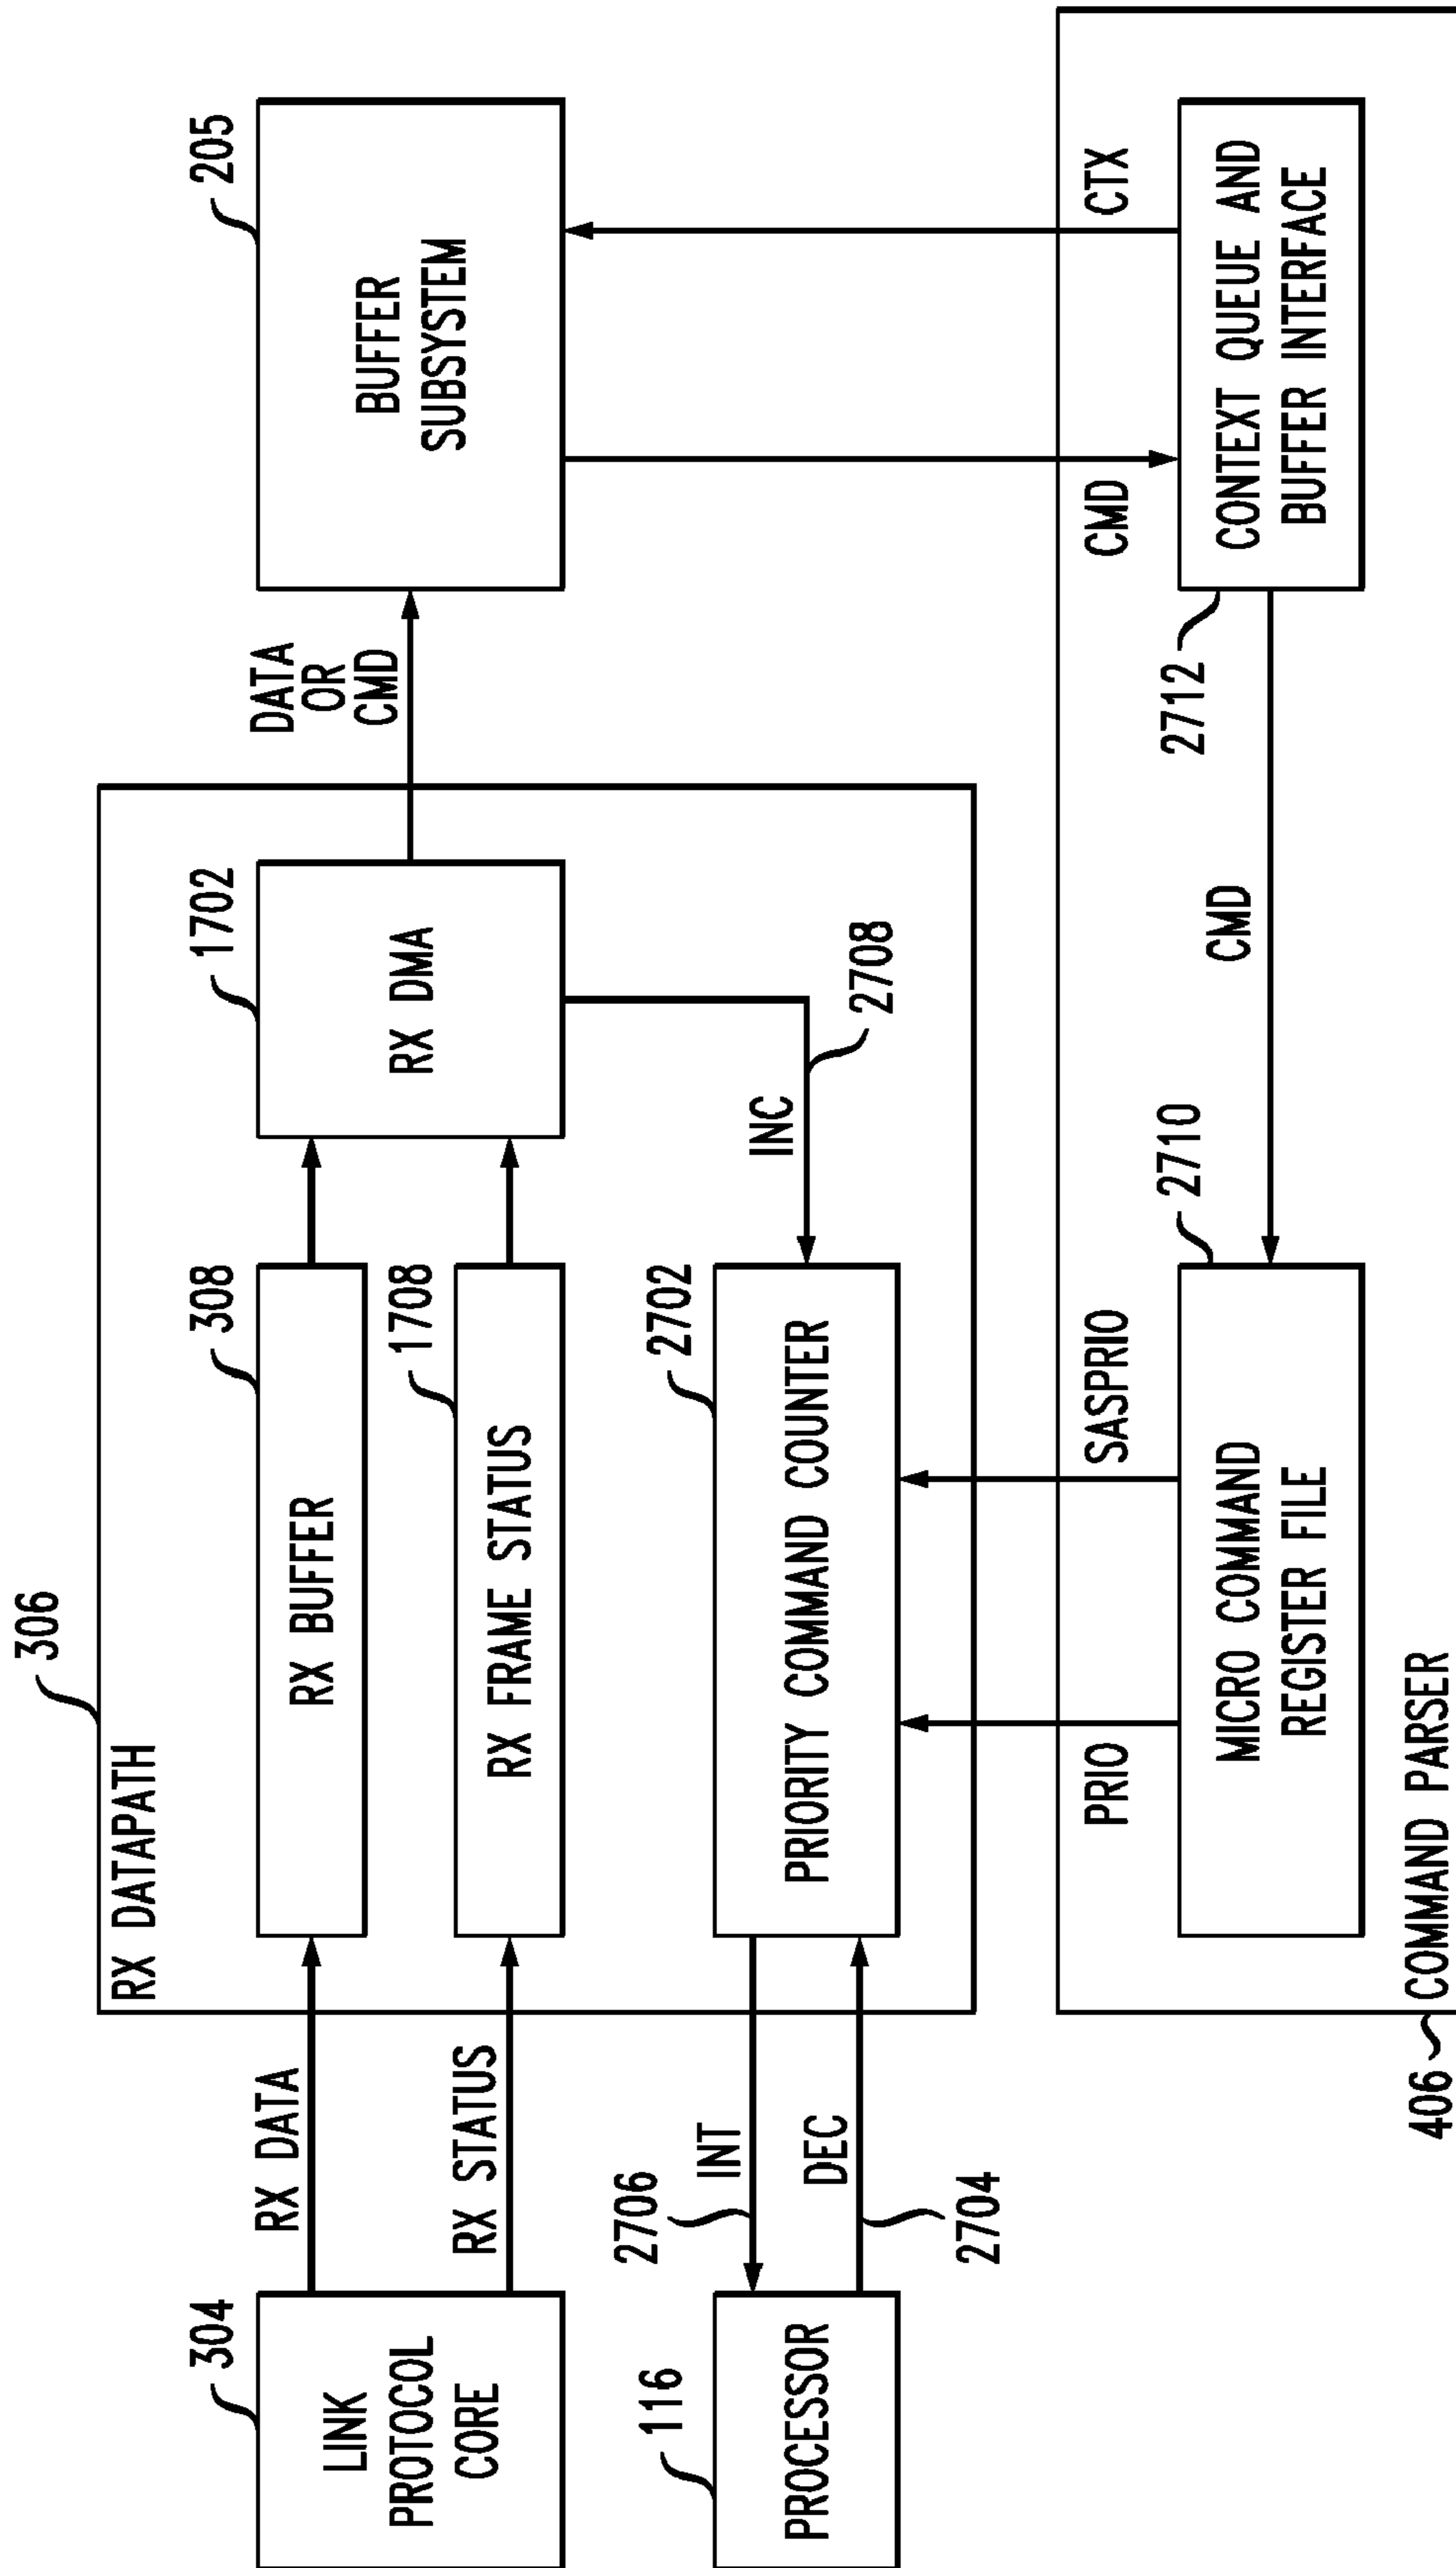 306
RX DATAPATH
304
LINK
PROTOCOL
CORE
RX DATA
RX STATUS
308
RX BUFFER
1708
RX FRAME STATUS
1702
RX DMA
DATA
OR
CMD
205
BUFFER
SUBSYSTEM
116
PROCESSOR
2706
INT
DEC
2704
2702
PRIORITY COMMAND COUNTER
INC
2708
PRIO
SASPRIO
CMD
CTX
2710
MICRO COMMAND
REGISTER FILE
CMD
2712
CONTEXT QUEUE AND
BUFFER INTERFACE
406
COMMAND PARSER